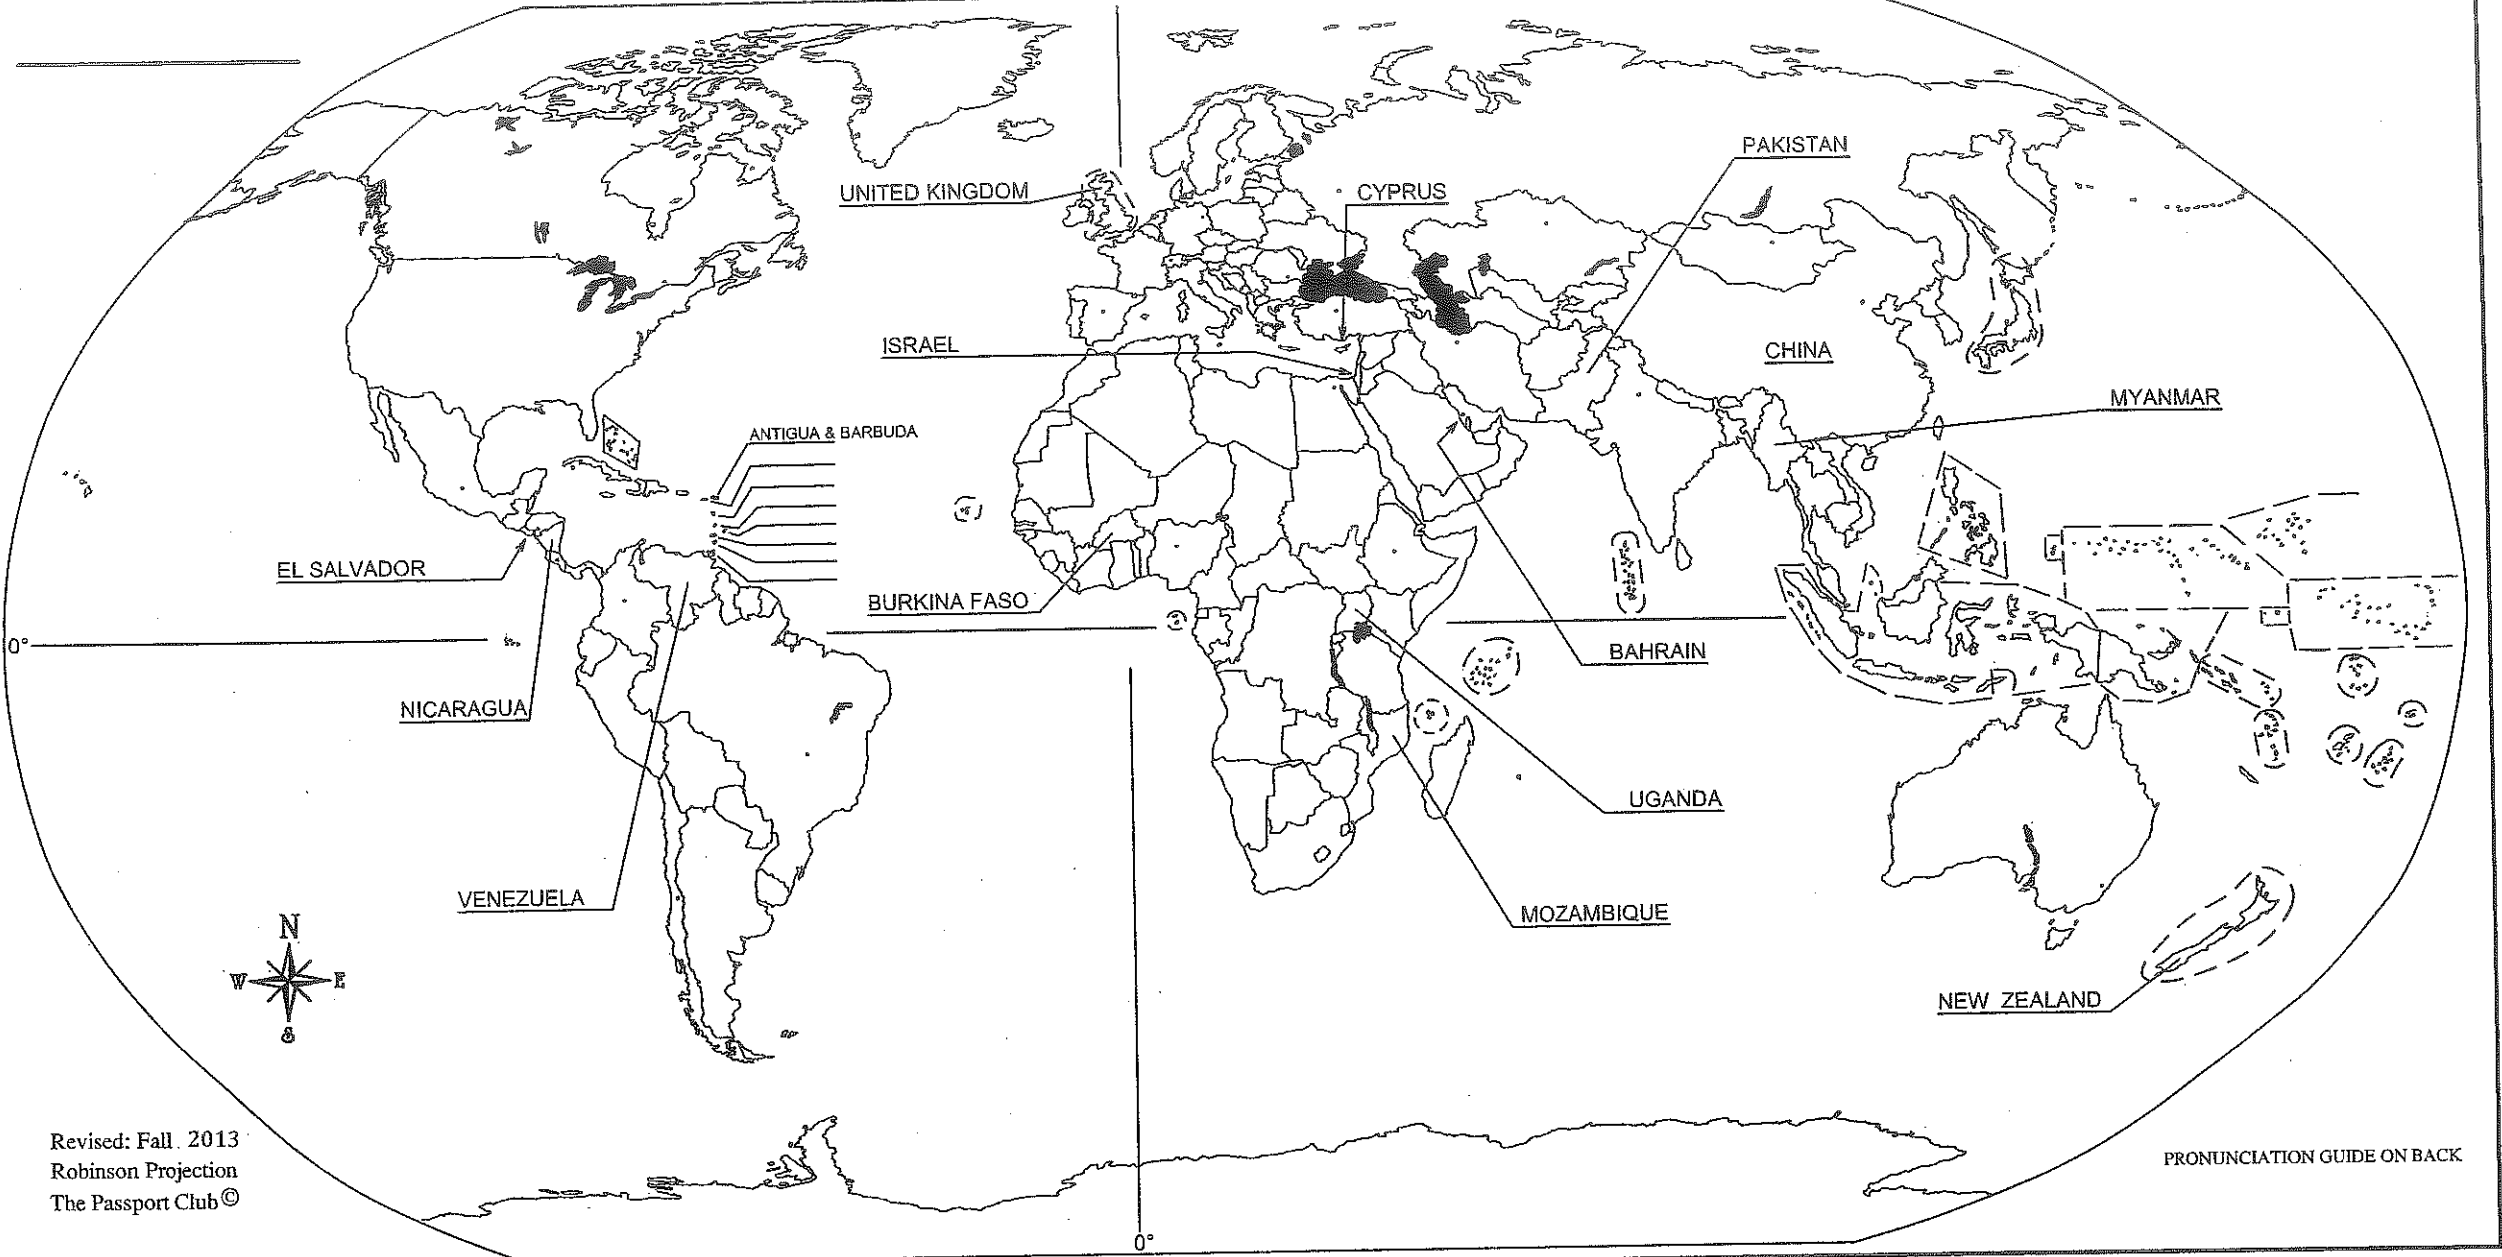 PAKISTAN
UNITED KINGDOM
CYPRUS
ISRAEL
CHINA
MYANMAR
ANTIGUA & BARBUDA
EL SALVADOR
BURKINA FASO
0°
BAHRAIN
NICARAGUA
UGANDA
VENEZUELA
MOZAMBIQUE
N
W E
S
NEW ZEALAND
Revised: Fall 2013
Robinson Projection
The Passport Club©
PRONUNCIATION GUIDE ON BACK
0°